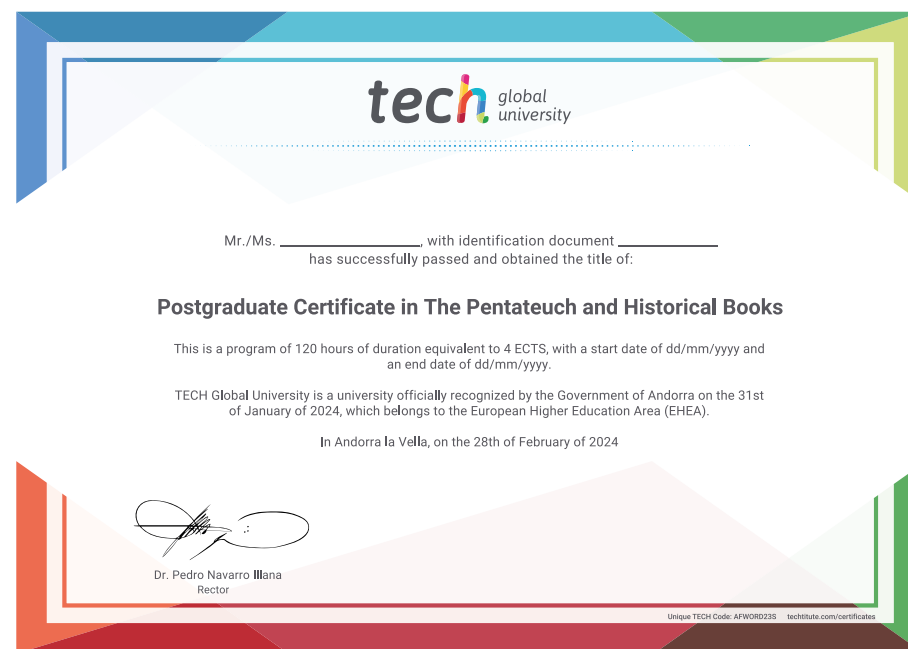 tech global university
Mr./Ms. ____________________, with identification document ______________
has successfully passed and obtained the title of:
Postgraduate Certificate in The Pentateuch and Historical Books
This is a program of 120 hours of duration equivalent to 4 ECTS, with a start date of dd/mm/yyyy and
an end date of dd/mm/yyyy.
TECH Global University is a university officially recognized by the Government of Andorra on the 31st
of January of 2024, which belongs to the European Higher Education Area (EHEA).
In Andorra la Vella, on the 28th of February of 2024
Dr. Pedro Navarro Illana
Rector
Unique TECH Code: AFWORD23S techtitute.com/certificates